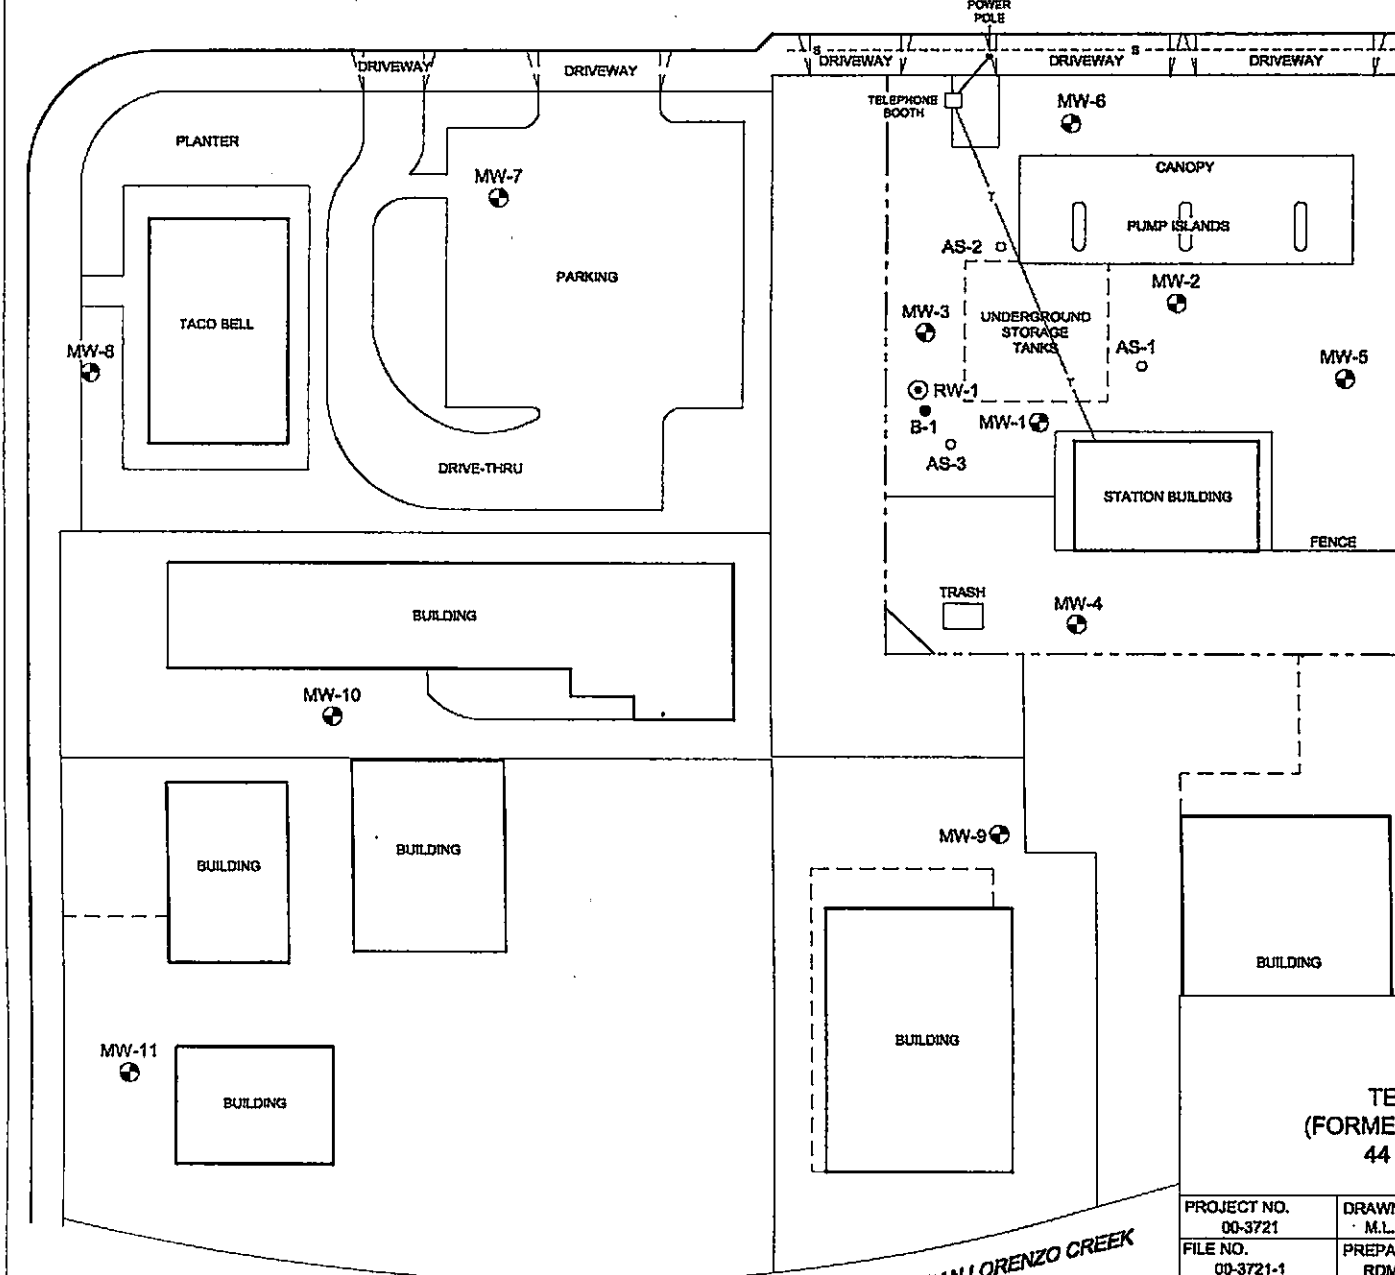 POWER
POLE
S
S
DRIVEWAY
DRIVEWAY
DRIVEWAY
DRIVEWAY
DRIVEWAY
TELEPHONE
BOOTH
MW-6
PLANTER
CANOPY
MW-7
T
PUMP ISLANDS
AS-2
PARKING
MW-2
TACO BELL
MW-3
UNDERGROUND
STORAGE
TANKS
AS-1
MW-8
MW-5
T
RW-1
B-1
MW-1
AS-3
DRIVE-THRU
STATION BUILDING
FENCE
TRASH
MW-4
BUILDING
MW-10
MW-9
BUILDING
BUILDING
BUILDING
BUILDING
MW-11
BUILDING
TE
(FORME
44
PROJECT NO.
00-3721
DRAWN
M.L.
FILE NO.
00-3721-1
PREPA
RDM
LORENZO CREEK